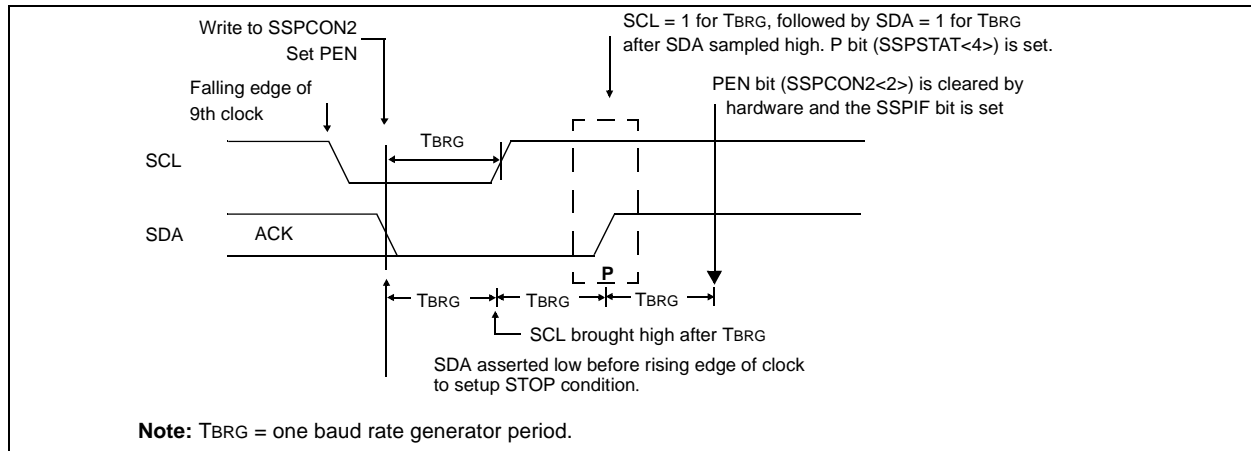 Write to SSPCON2
Set PEN
SCL = 1 for TBRG, followed by SDA = 1 for TBRG
after SDA sampled high. P bit (SSPSTAT<4>) is set.
Falling edge of
9th clock
PEN bit (SSPCON2<2>) is cleared by
hardware and the SSPIF bit is set
TBRG
SCL
SDA
ACK
P
TBRG
TBRG
TBRG
SCL brought high after TBRG
SDA asserted low before rising edge of clock
to setup STOP condition.
Note: TBRG = one baud rate generator period.